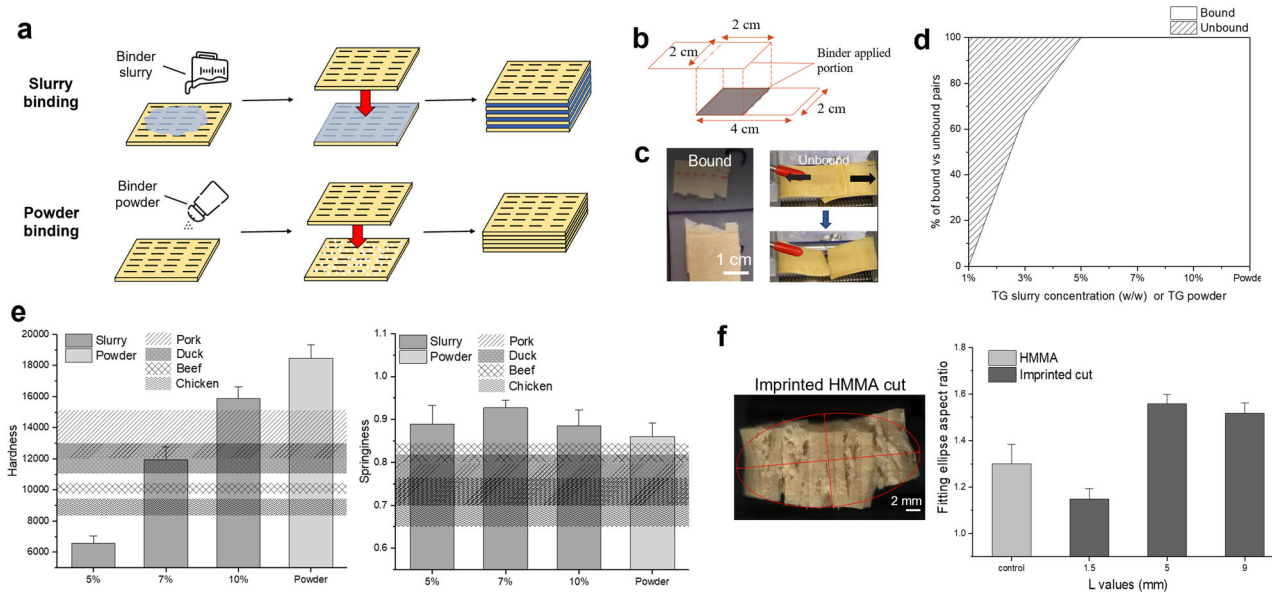 a
Binder
slurry
Slurry
binding
Binder
powder
Powder
binding
b
2 cm
2 cm
Binder applied
portion
2 cm
4 cm
c
Bound
1 cm
Unbound
d
Bound
Unbound
% of bound vs unbound pairs
100
80
60
40
20
0
1%
3%
5%
7%
10%
Powde
TG slurry concentration (w/w) or TG powder
e
Hardness
20000
18000
16000
14000
12000
10000
8000
6000
Slurry
Powder
Pork
Duck
Beef
Chicken
5%
7%
10%
Powder
Springiness
1.1
1.0
0.9
0.8
0.7
0.6
Slurry
Powder
Pork
Duck
Beef
Chicken
5%
7%
10%
Powder
f
Imprinted HMMA cut
2 mm
Fitting ellipse aspect ratio
1.8
1.6
1.4
1.2
1.0
HMMA
Imprinted cut
control
1.5
5
9
L values (mm)